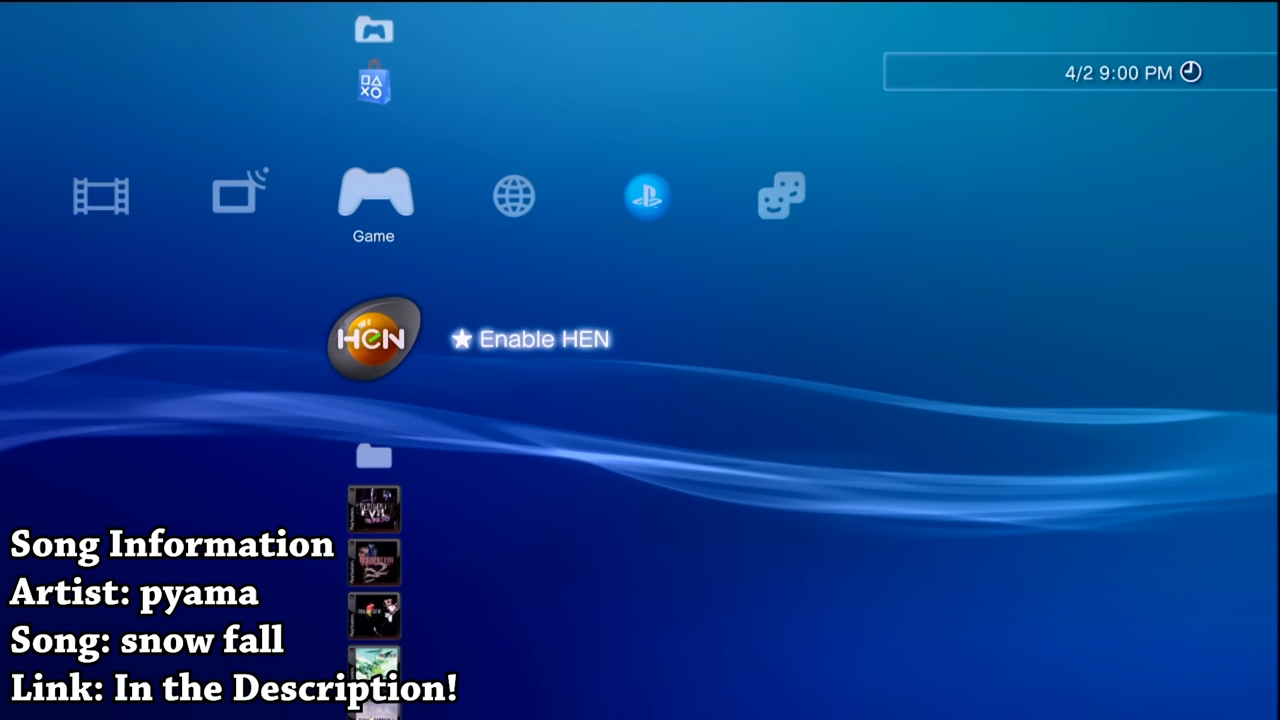 4/2 9:00 PM
Game
HEN
★ Enable HEN
Song Information
Artist: pyama
Song: snow fall
Link: In the Description!